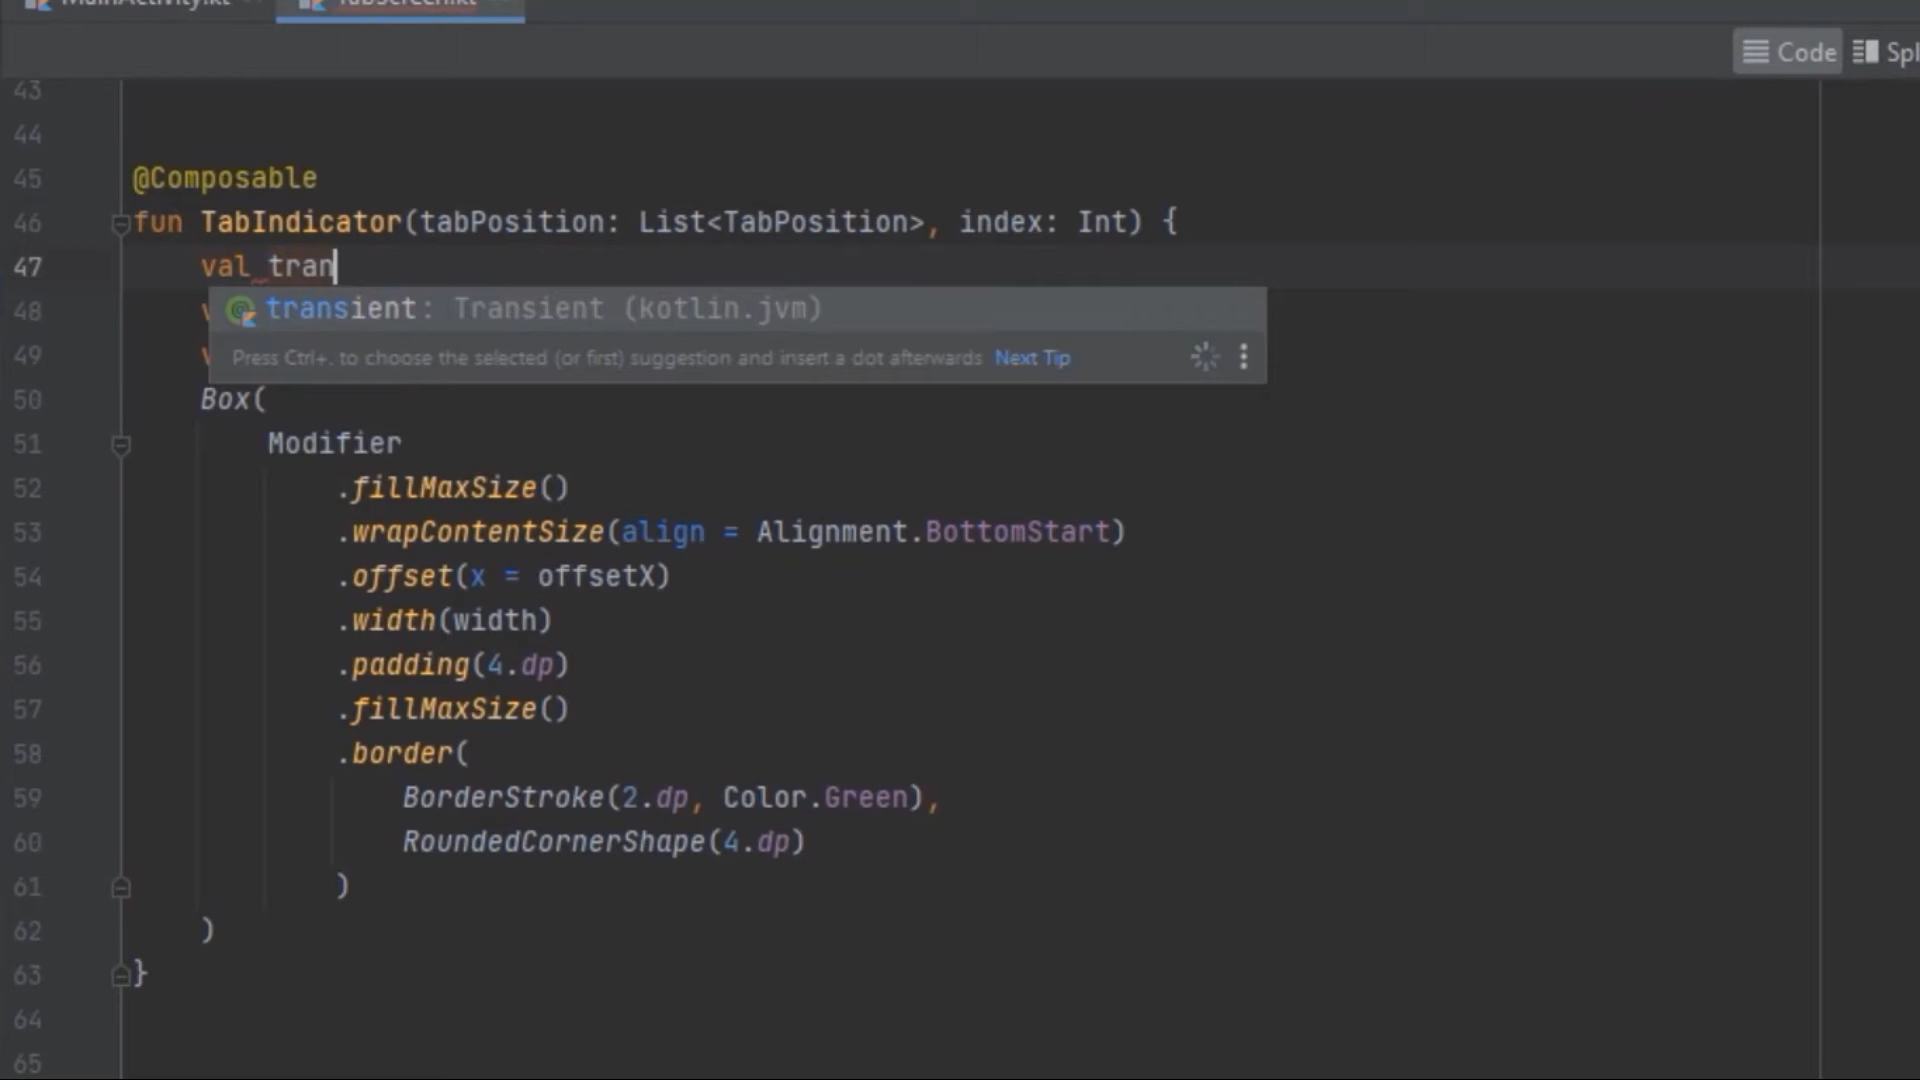 MainActivity.kt
TabScreen.kt
Code
Spl
43
44
45 @Composable
46 fun TabIndicator(tabPosition: List<TabPosition>, index: Int) {
47 val tran
transient: Transient (kotlin.jvm)
48 v
Press Ctrl+. to choose the selected (or first) suggestion and insert a dot afterwards Next Tip
49 v
50 Box(
51 Modifier
52 .fillMaxSize()
53 .wrapContentSize(align = Alignment.BottomStart)
54 .offset(x = offsetX)
55 .width(width)
56 .padding(4.dp)
57 .fillMaxSize()
58 .border(
59 BorderStroke(2.dp, Color.Green),
60 RoundedCornerShape(4.dp)
61 )
62 )
63 }
64
65